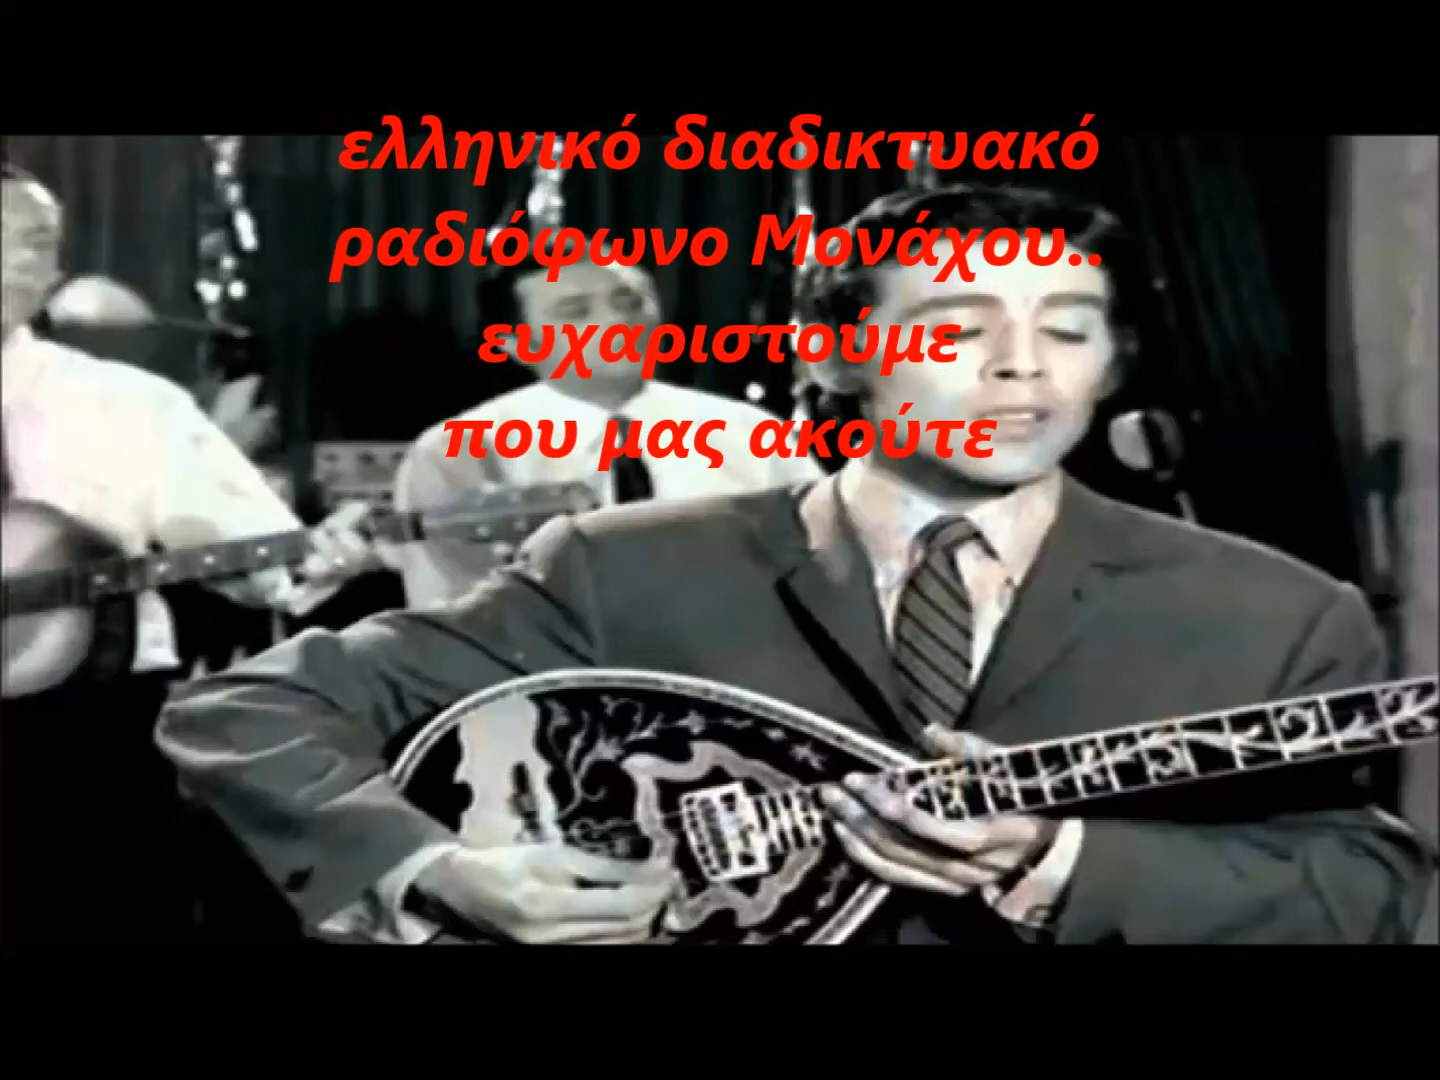 ελληνικό διαδικτυακό
ραδιόφωνο Μονάχου..
ευχαριστούμε
που μας ακούτε